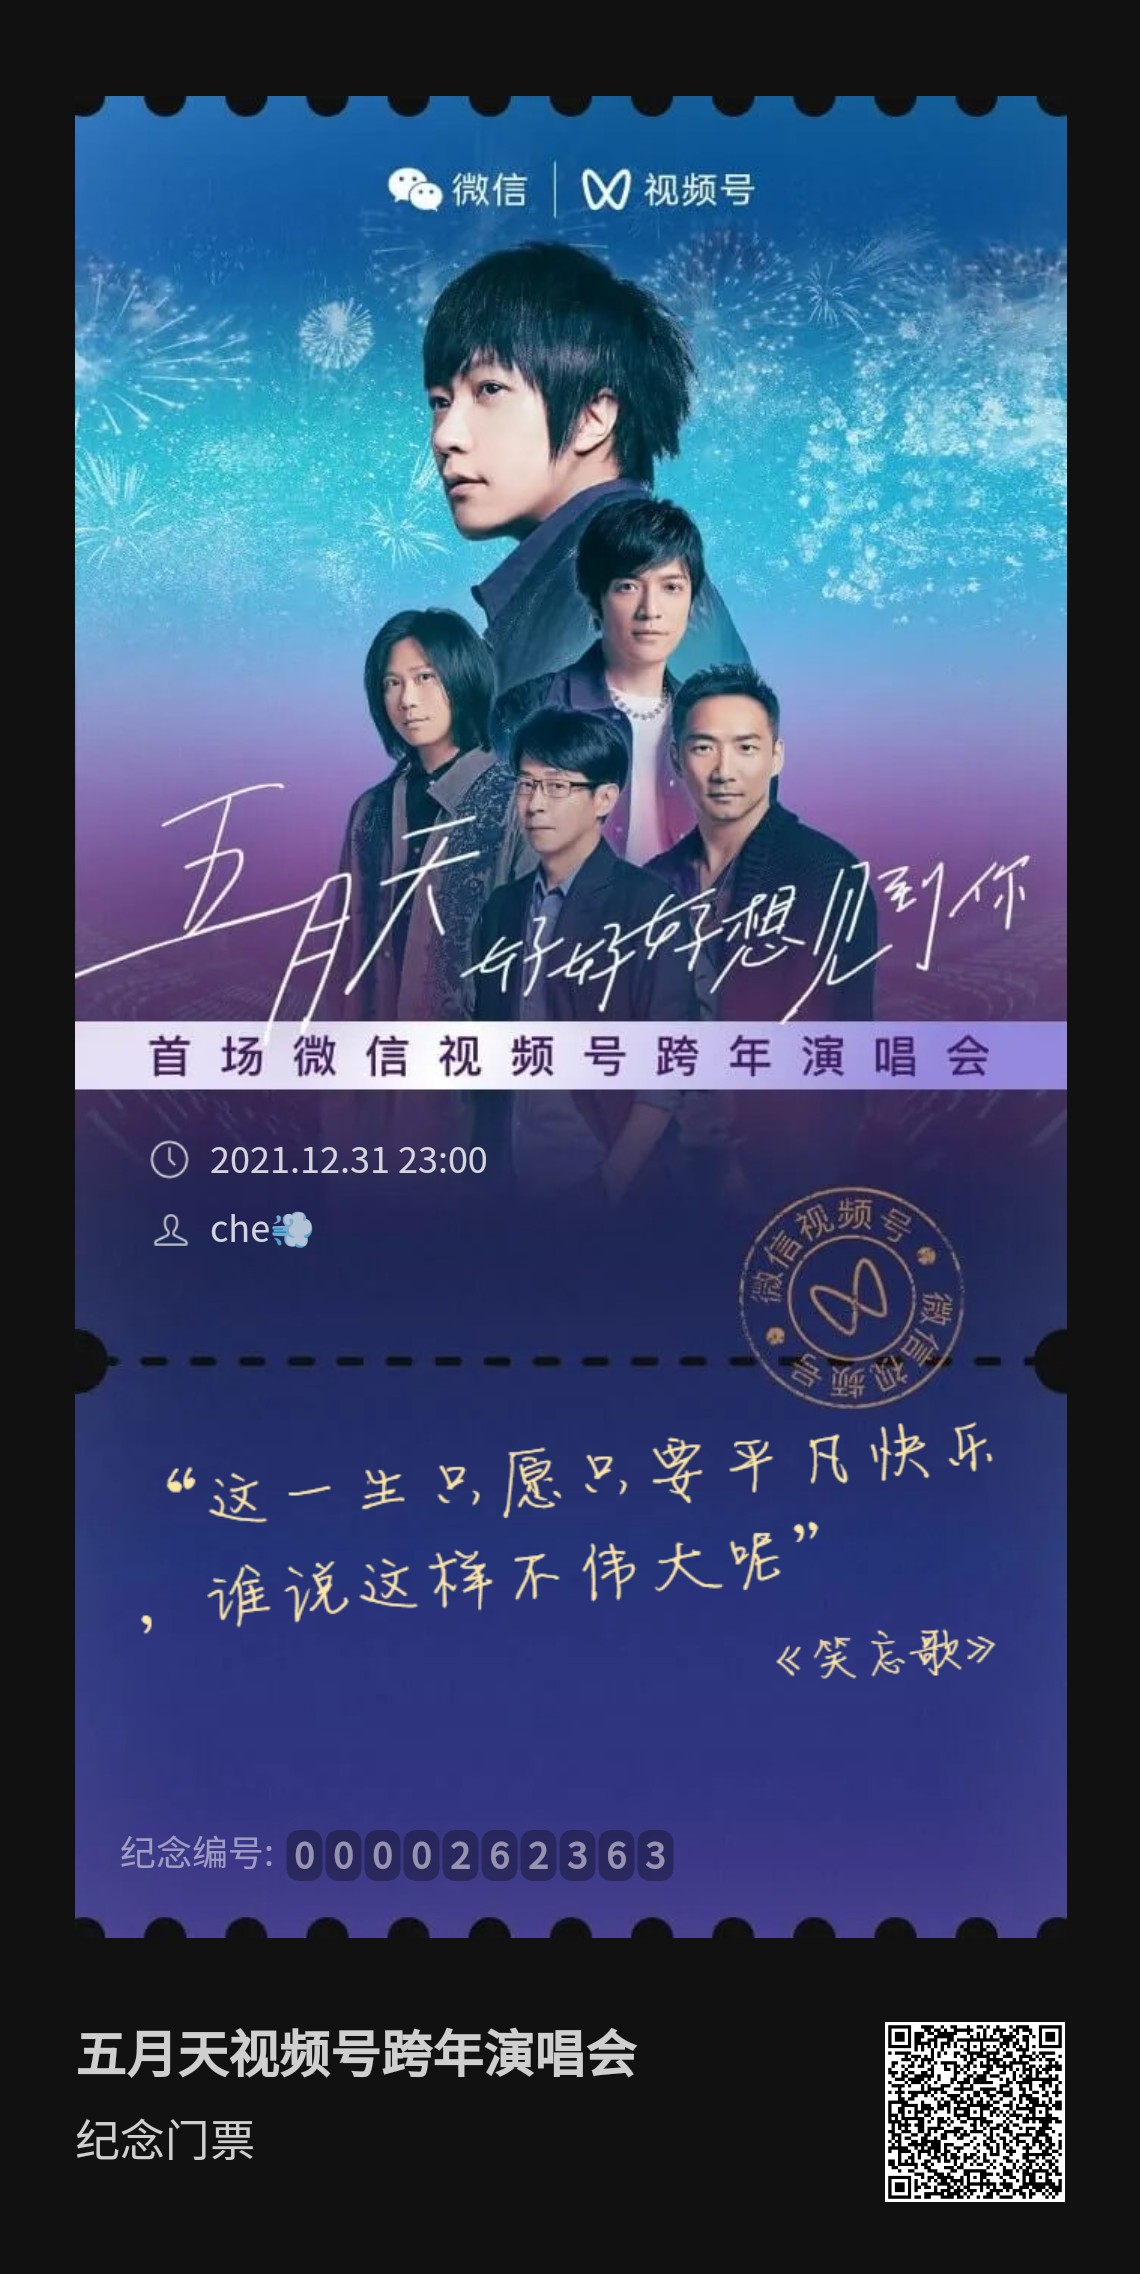 微信 | 视频号
五月天 好好好想见到你
首场微信视频号跨年演唱会
2021.12.31 23:00
che💨
微信视频号 微信视频号
“这一生只愿只要平凡快乐
，谁说这样不伟大呢”
《笑忘歌》
纪念编号: 0000262363
五月天视频号跨年演唱会
纪念门票